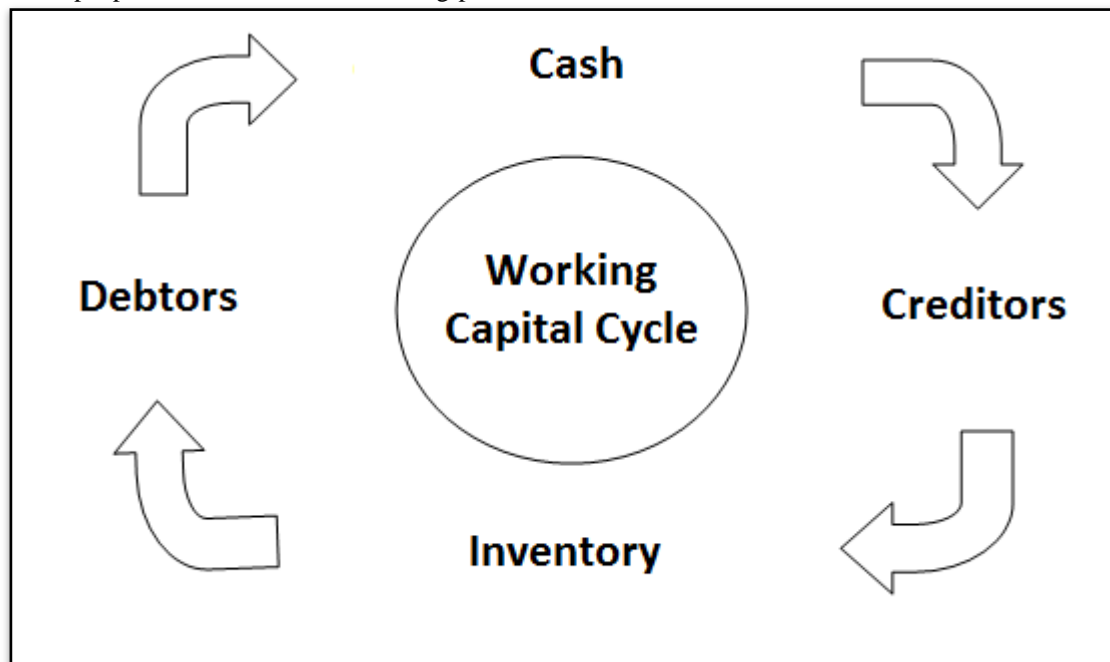 Cash
Working
Capital Cycle
Debtors
Creditors
Inventory